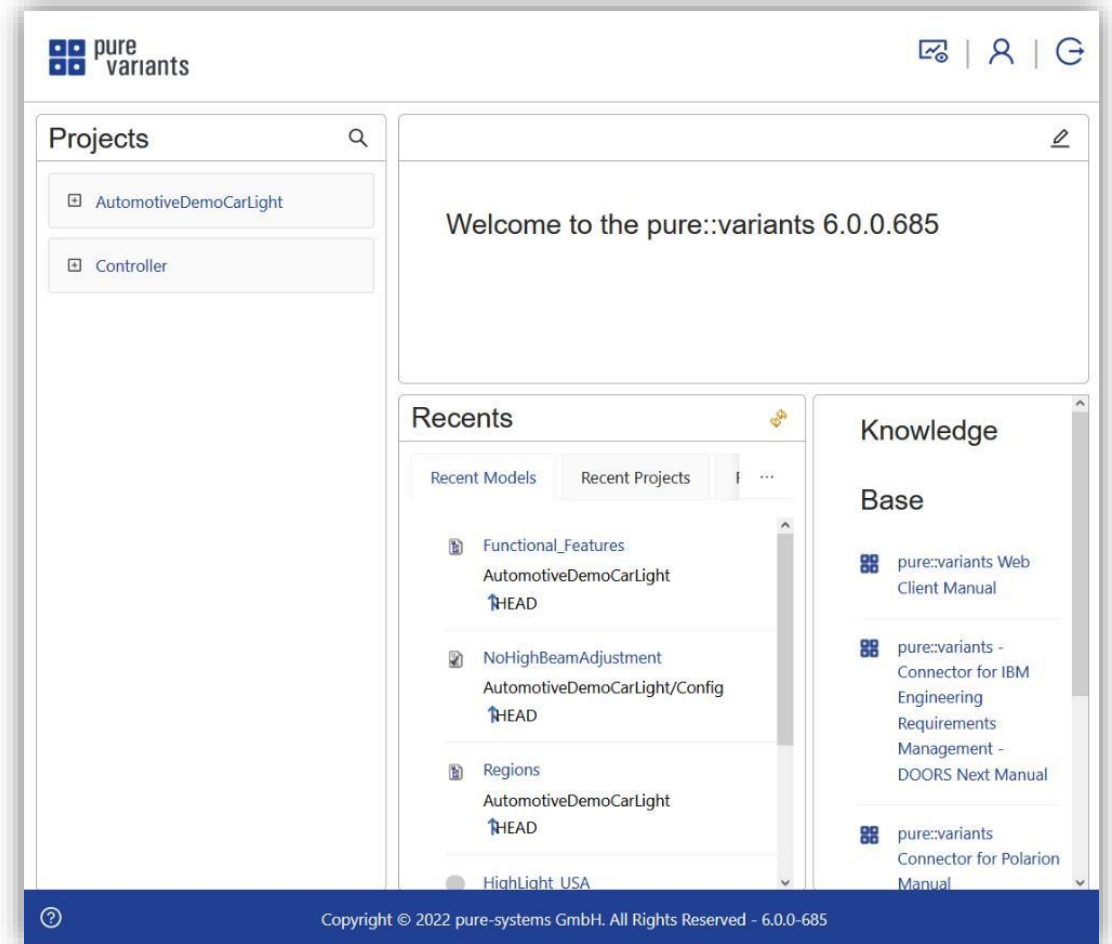 pure
variants
Projects
AutomotiveDemoCarLight
Controller
Welcome to the pure::variants 6.0.0.685
Recents
Recent Models
Recent Projects
...
Functional_Features
AutomotiveDemoCarLight
HEAD
NoHighBeamAdjustment
AutomotiveDemoCarLight/Config
HEAD
Regions
AutomotiveDemoCarLight
HEAD
HighLight_USA
Knowledge
Base
pure::variants Web
Client Manual
pure::variants -
Connector for IBM
Engineering
Requirements
Management -
DOORS Next Manual
pure::variants
Connector for Polarion
Manual
Copyright © 2022 pure-systems GmbH. All Rights Reserved - 6.0.0-685